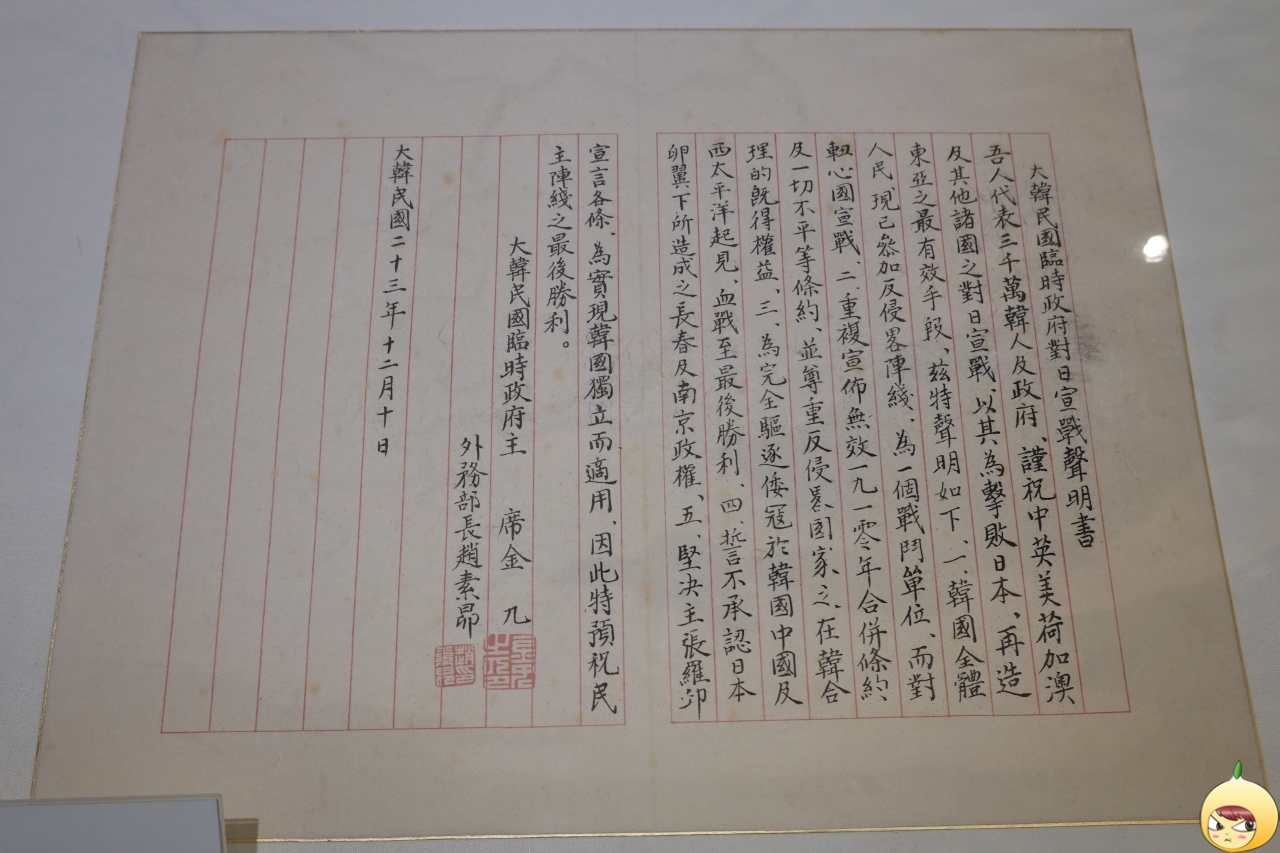 大韓民國臨時政府對日宣戰聲明書
吾人代表三千萬韓人及政府、謹祝中英美荷加澳
及其他諸國之對日宣戰、以其為擊敗日本、再造
東亞之最有效手段、茲特聲明如下、一、韓國全體
人民現已參加反侵畧陣綫、為一個戰鬥單位、而對
軸心國宣戰、二、重複宣佈無效一九一零年合併條約
及一切不平等條約、並尊重反侵畧國家之在韓合
理的既得權益、三、為完全驅逐倭寇於韓國中國及
西太平洋起見、血戰至最後勝利、四、誓言不承認日本
卵翼下所造成之長春及南京政權、五、堅決主張羅邱
宣言各條、為實現韓國獨立而適用、因此特預祝民
主陣綫之最後勝利。
大韓民國臨時政府主 席金 九
外務部長趙素昂
大韓民國二十三年十二月十日